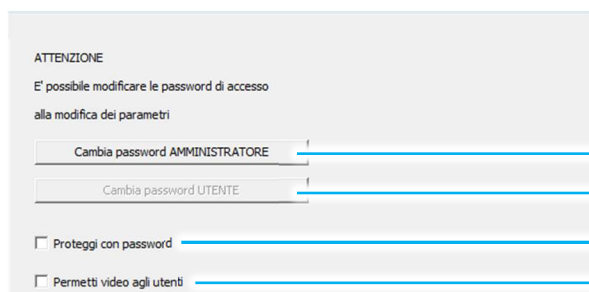 ATTENZIONE
E' possibile modificare le password di accesso
alla modifica dei parametri
Cambia password AMMINISTRATORE
Cambia password UTENTE
Proteggi con password
Permetti video agli utenti